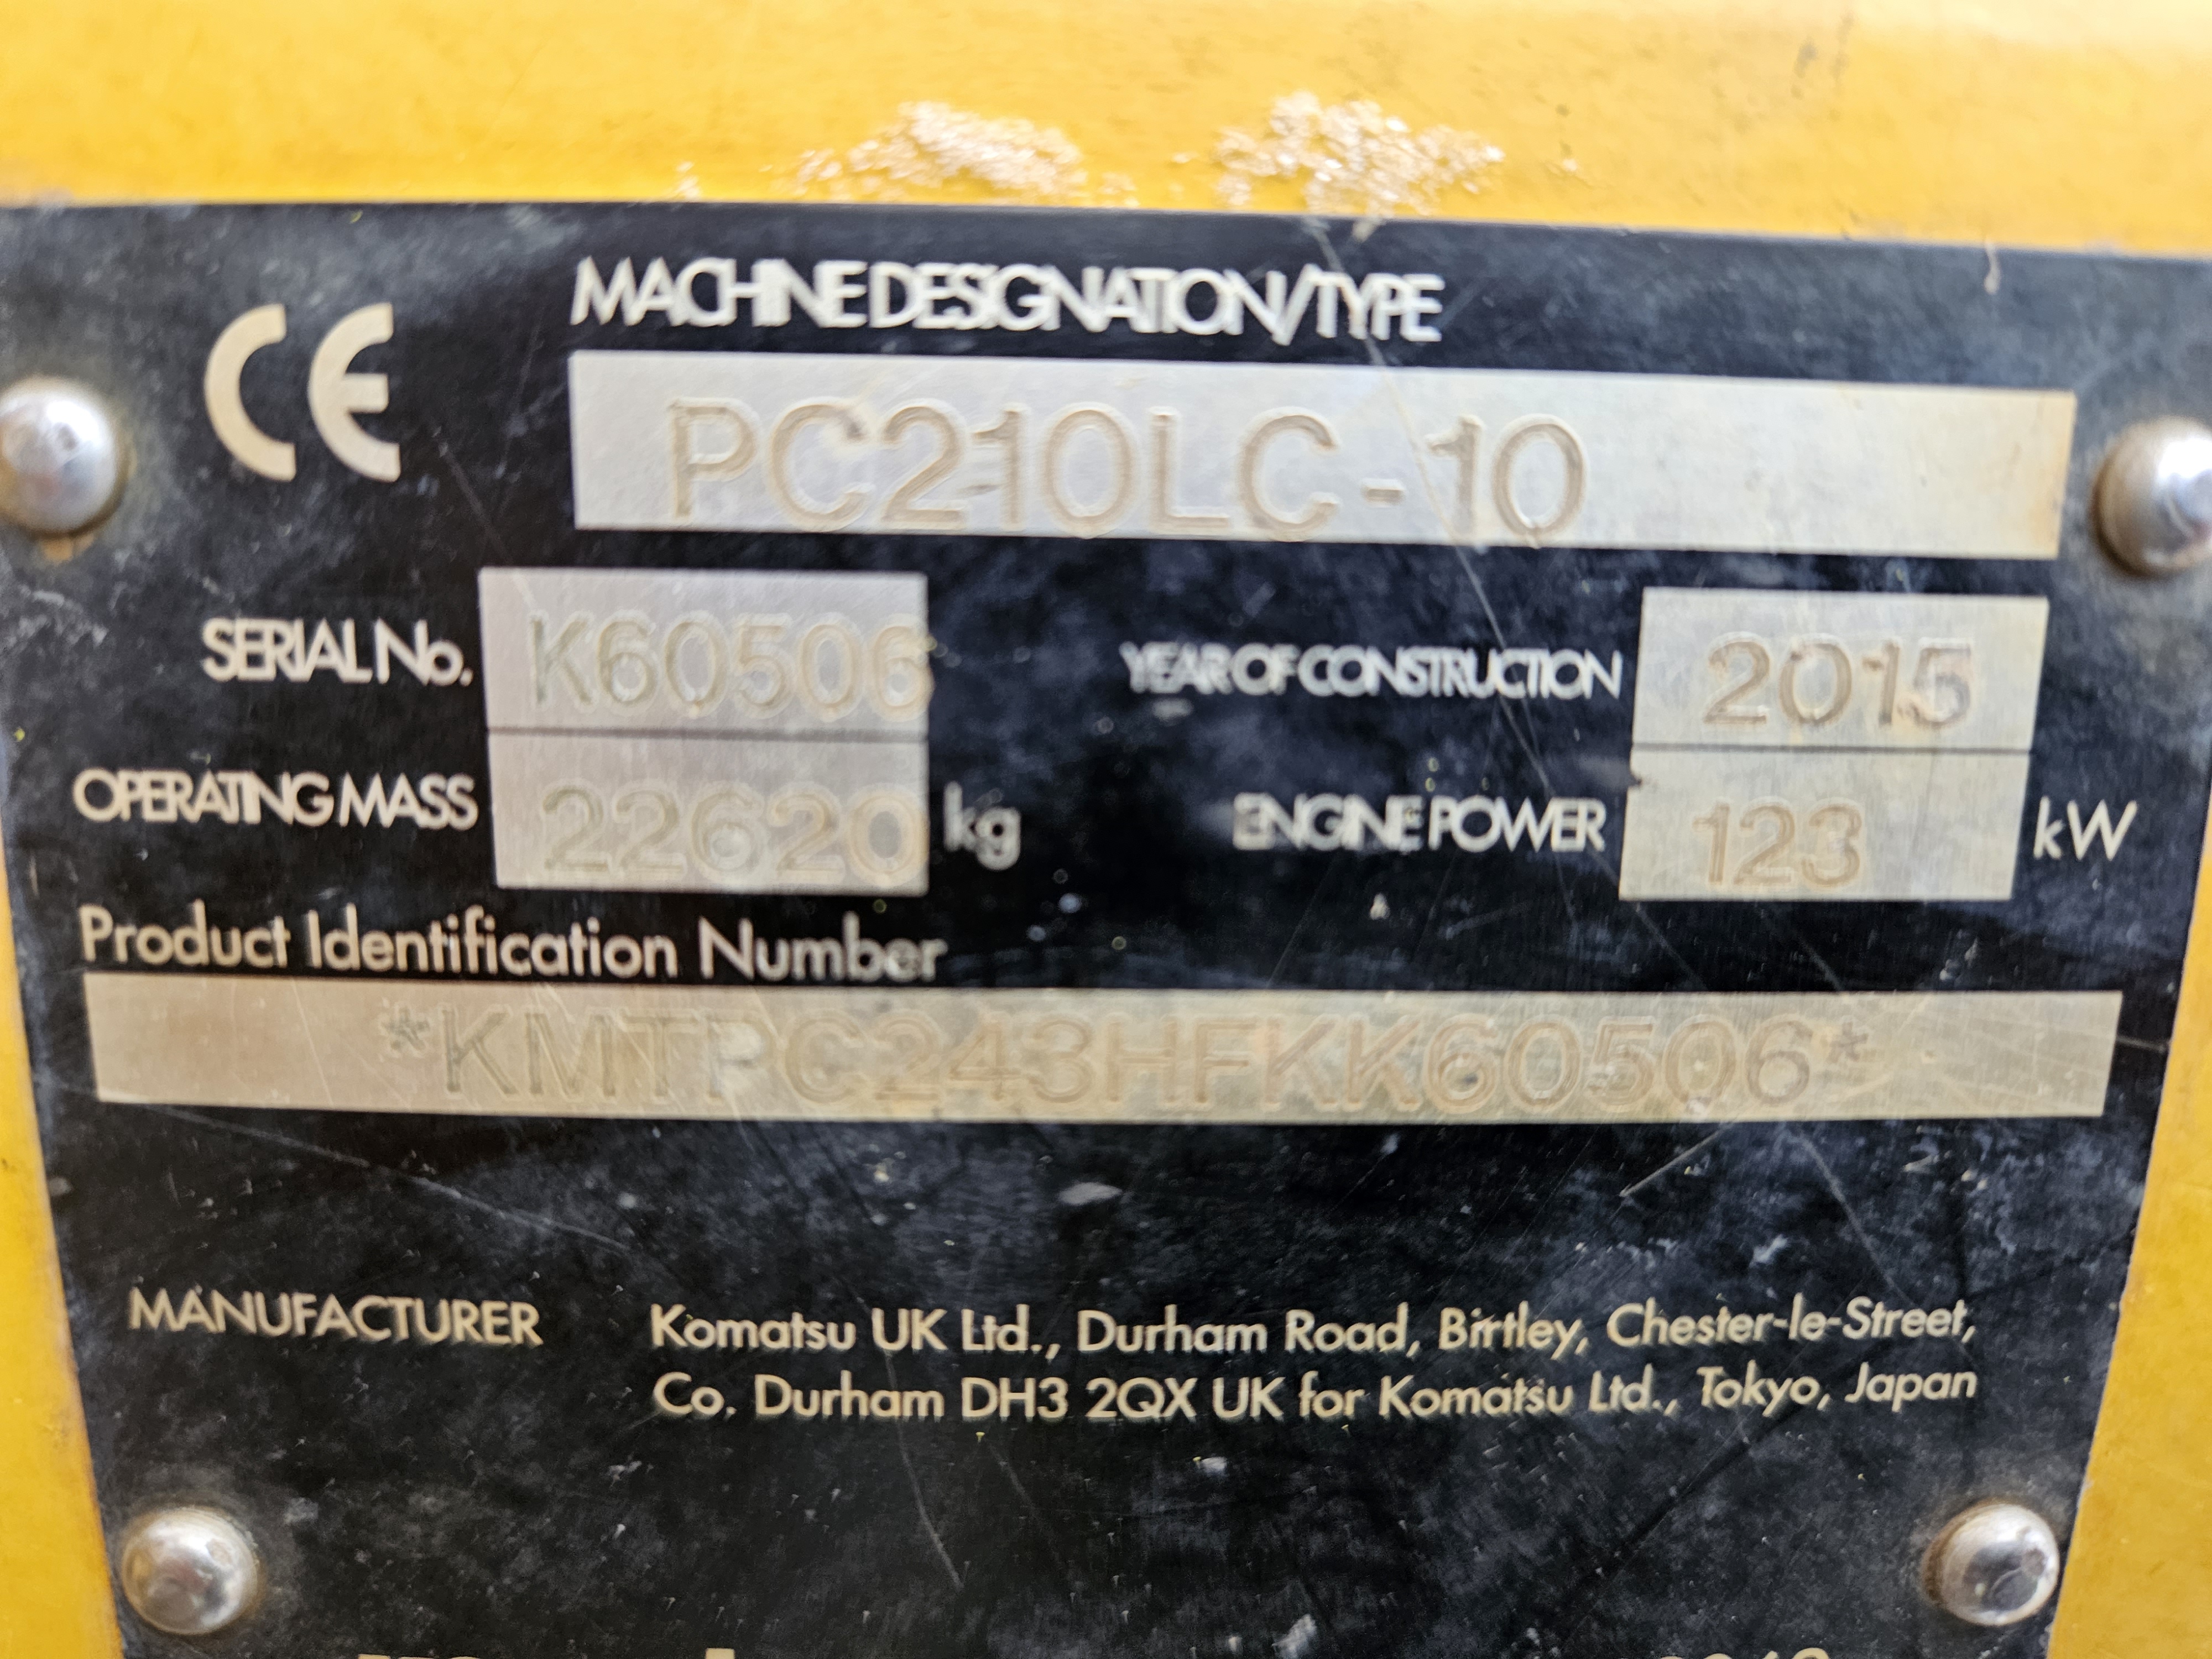 CE
MACHINE DESIGNATION/TYPE
PC210LC-10
SERIAL No. K60506 YEAR OF CONSTRUCTION 2015
OPERATING MASS 22620 kg ENGINE POWER 123 kW
Product Identification Number
*KMTPC243HFKK60506*
MANUFACTURER Komatsu UK Ltd., Durham Road, Birtley, Chester-le-Street,
Co. Durham DH3 2QX UK for Komatsu Ltd., Tokyo, Japan